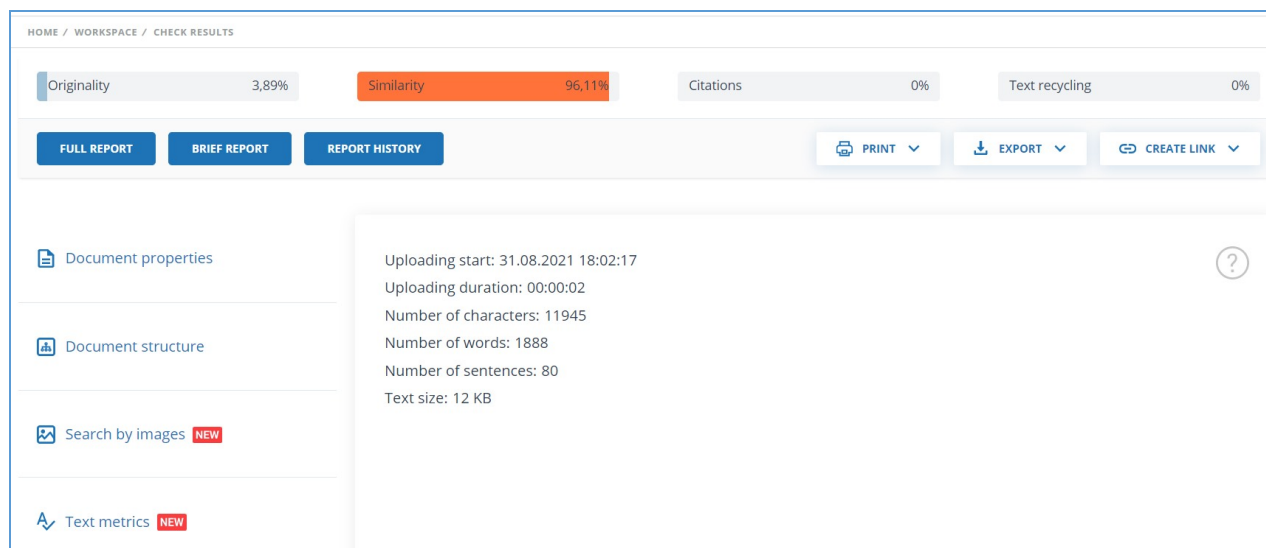 HOME / WORKSPACE / CHECK RESULTS
Originality 3,89% Similarity 96,11% Citations 0% Text recycling 0%
FULL REPORT BRIEF REPORT REPORT HISTORY PRINT EXPORT CREATE LINK
Document properties
Document structure
Search by images NEW
Text metrics NEW
Uploading start: 31.08.2021 18:02:17
Uploading duration: 00:00:02
Number of characters: 11945
Number of words: 1888
Number of sentences: 80
Text size: 12 KB
?